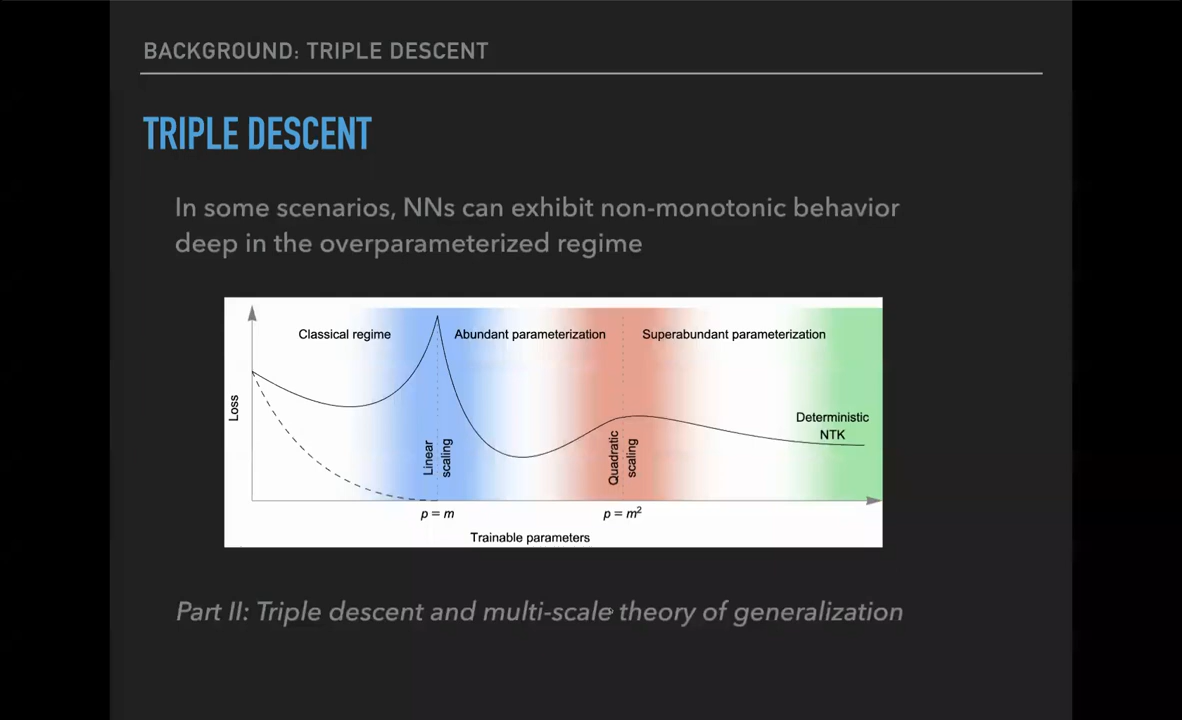 BACKGROUND: TRIPLE DESCENT
TRIPLE DESCENT
In some scenarios, NNs can exhibit non-monotonic behavior
deep in the overparameterized regime
Classical regime
Abundant parameterization
Superabundant parameterization
Loss
Linear
scaling
Quadratic
scaling
Deterministic
NTK
p = m
p = m²
Trainable parameters
Part II: Triple descent and multi-scale theory of generalization